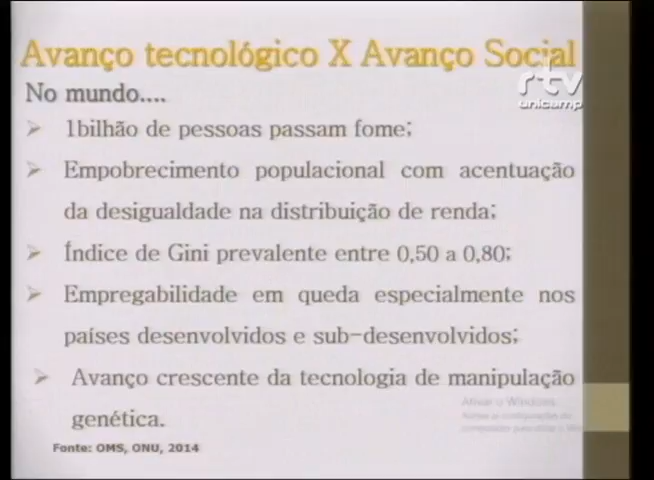 Avanço tecnológico X Avanço Social
rtv
unicamp
No mundo....
1bilhão de pessoas passam fome;
Empobrecimento populacional com acentuação
da desigualdade na distribuição de renda;
Índice de Gini prevalente entre 0,50 a 0,80;
Empregabilidade em queda especialmente nos
países desenvolvidos e sub-desenvolvidos;
Avanço crescente da tecnologia de manipulação
genética.
Ativar o Windows
Fonte: OMS, ONU, 2014